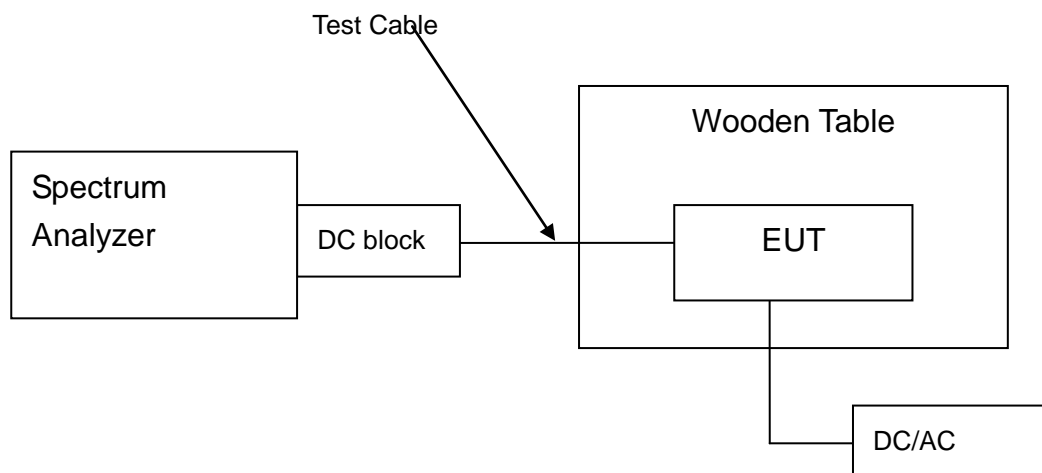 Test Cable
Wooden Table
Spectrum
Analyzer
DC block
EUT
DC/AC